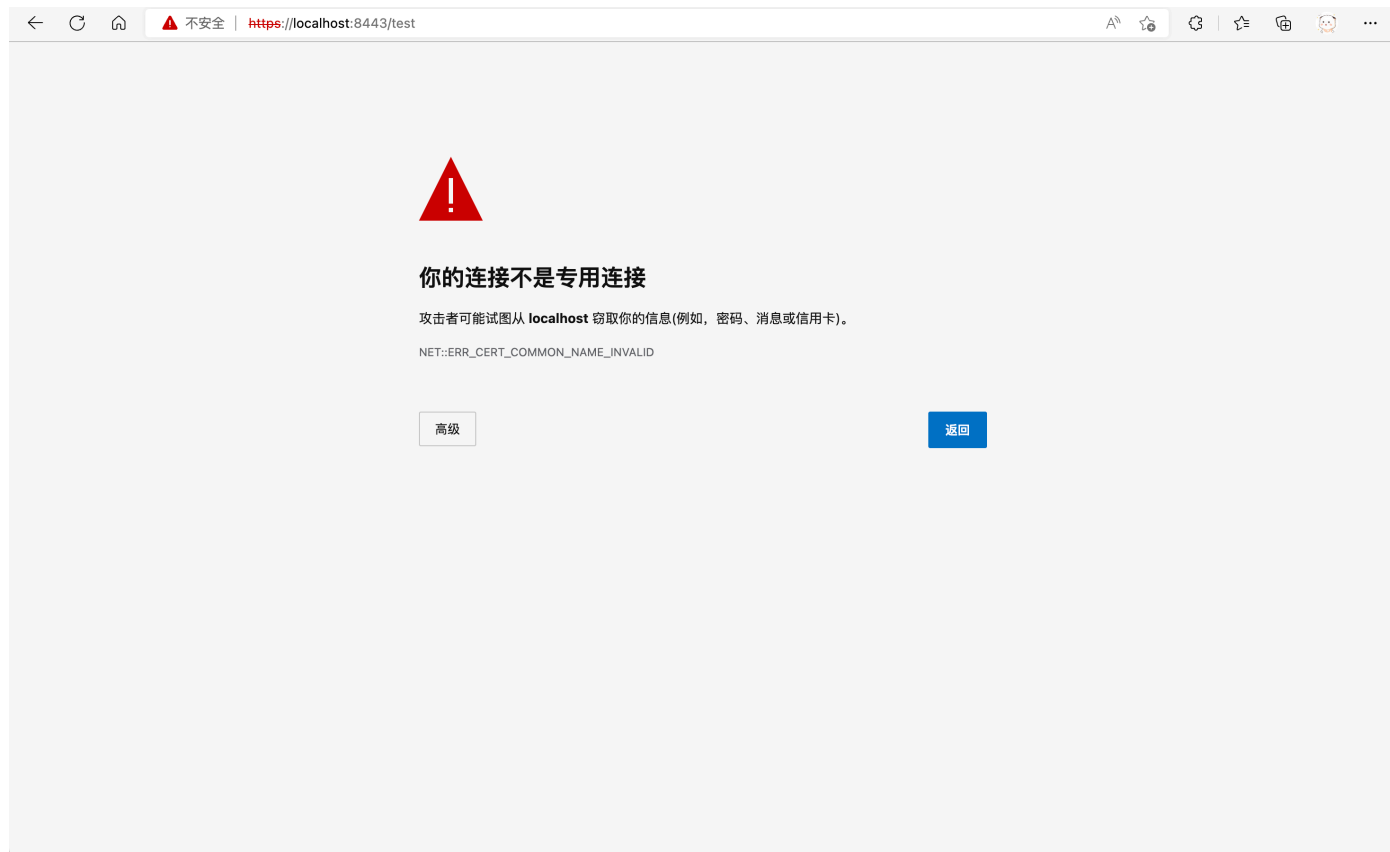 不安全 https://localhost:8443/test
你的连接不是专用连接
攻击者可能试图从 localhost 窃取你的信息(例如，密码、消息或信用卡)。
NET::ERR_CERT_COMMON_NAME_INVALID
高级 返回